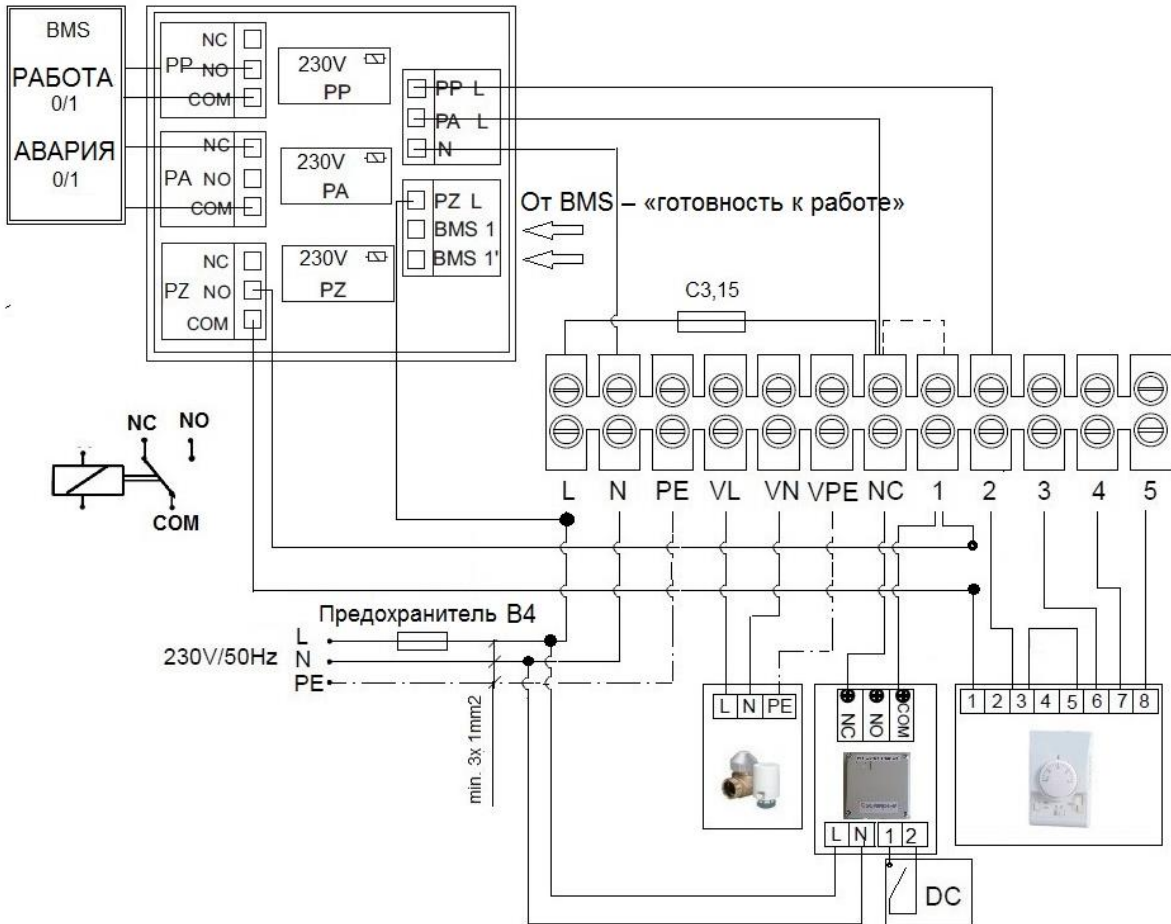 BMS
РАБОТА
0/1
АВАРИЯ
0/1
NC
PP NO
COM
230V
PP
NC
PA NO
COM
230V
PA
NC
PZ NO
COM
230V
PZ
PP L
PA L
N
PZ L
BMS 1
BMS 1'
От BMS – «готовность к работе»
C3,15
NC NO
COM
L N PE VL VN VPE NC 1 2 3 4 5
Предохранитель B4
230V/50Hz
L
N
PE
min. 3x 1mm2
L N PE
NC NO COM
L N 1 2
DC
1 2 3 4 5 6 7 8